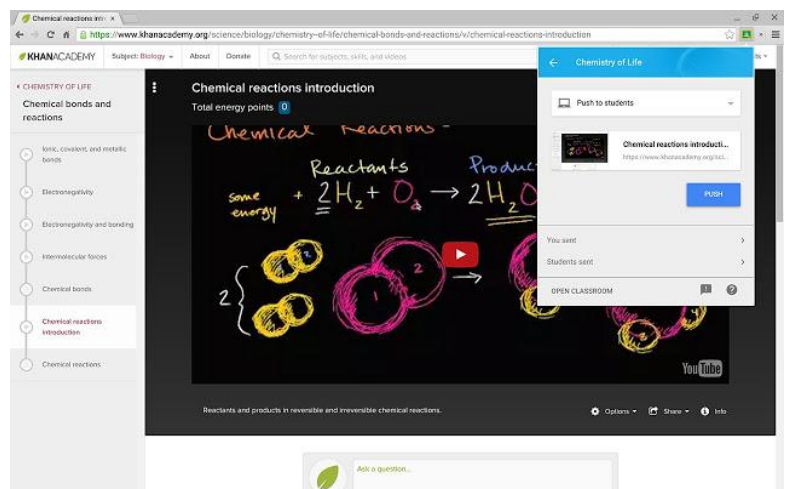 Chemical reactions intro
https://www.khanacademy.org/science/biology/chemistry--of-life/chemical-bonds-and-reactions/v/chemical-reactions-introduction
KHANACADEMY
Subject: Biology
About
Donate
Search for subjects, skills, and videos
CHEMISTRY OF LIFE
Chemical bonds and
reactions
Ionic, covalent, and metallic
bonds
Electronegativity
Electronegativity and bonding
Intermolecular forces
Chemical bonds
Chemical reactions
introduction
Chemical reactions
Chemical reactions introduction
Total energy points 0
Chemical Reactions -
Reactants Produc
some
energy
+ 2H₂ + O₂ → 2H₂O
2
2
1
2
YouTube
Reactants and products in reversible and irreversible chemical reactions.
Options
Share
Info
Ask a question...
Chemistry of Life
Push to students
Chemical reactions introducti...
https://www.khanacademy.org/sci...
PUSH
You sent
Students sent
OPEN CLASSROOM